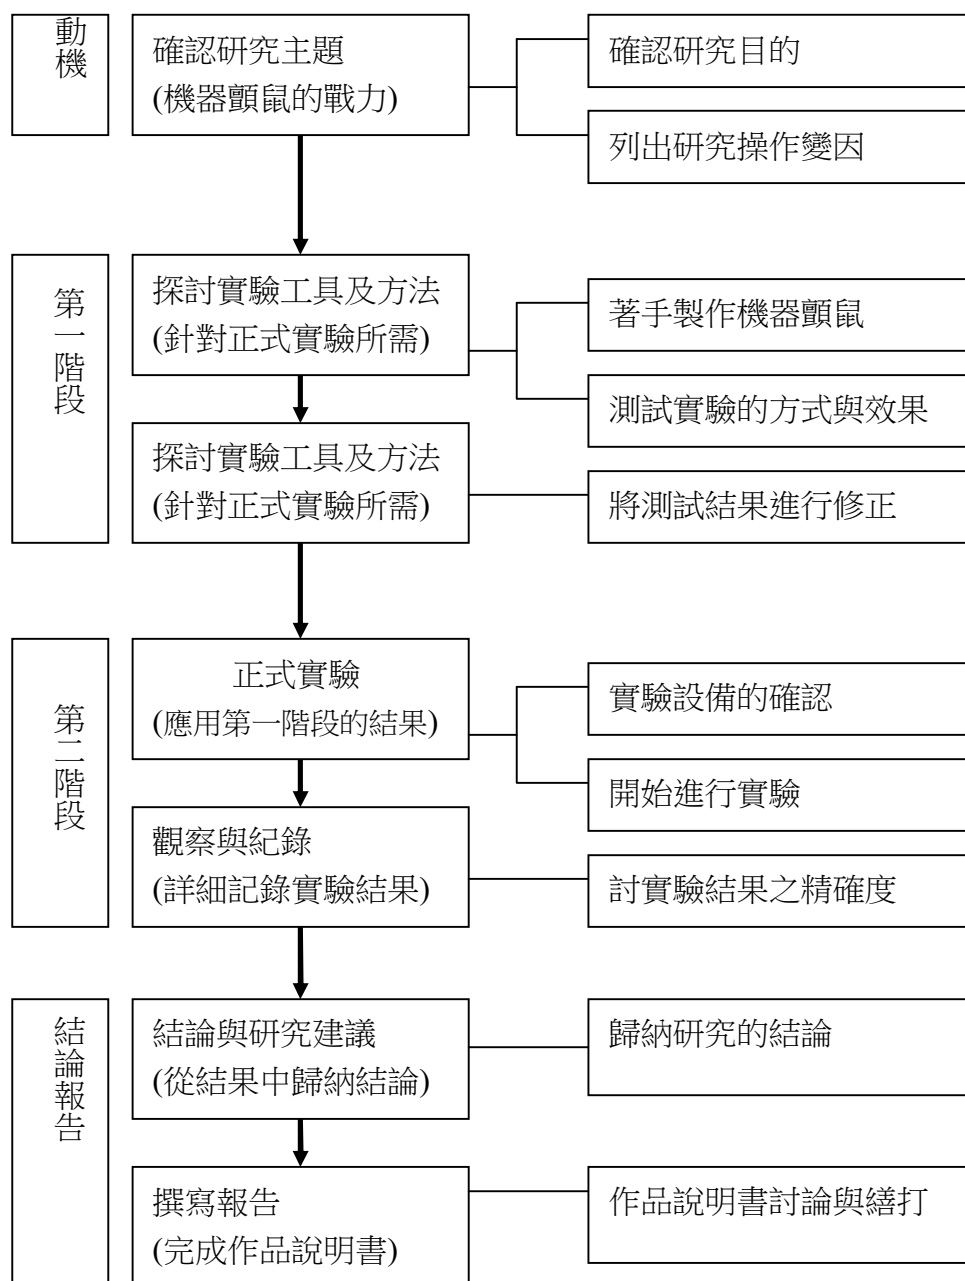 動機
確認研究主題
(機器顫鼠的戰力)
確認研究目的
列出研究操作變因
第一階段
探討實驗工具及方法
(針對正式實驗所需)
著手製作機器顫鼠
測試實驗的方式與效果
探討實驗工具及方法
(針對正式實驗所需)
將測試結果進行修正
第二階段
正式實驗
(應用第一階段的結果)
實驗設備的確認
開始進行實驗
觀察與紀錄
(詳細記錄實驗結果)
討實驗結果之精確度
結論報告
結論與研究建議
(從結果中歸納結論)
歸納研究的結論
撰寫報告
(完成作品說明書)
作品說明書討論與繕打